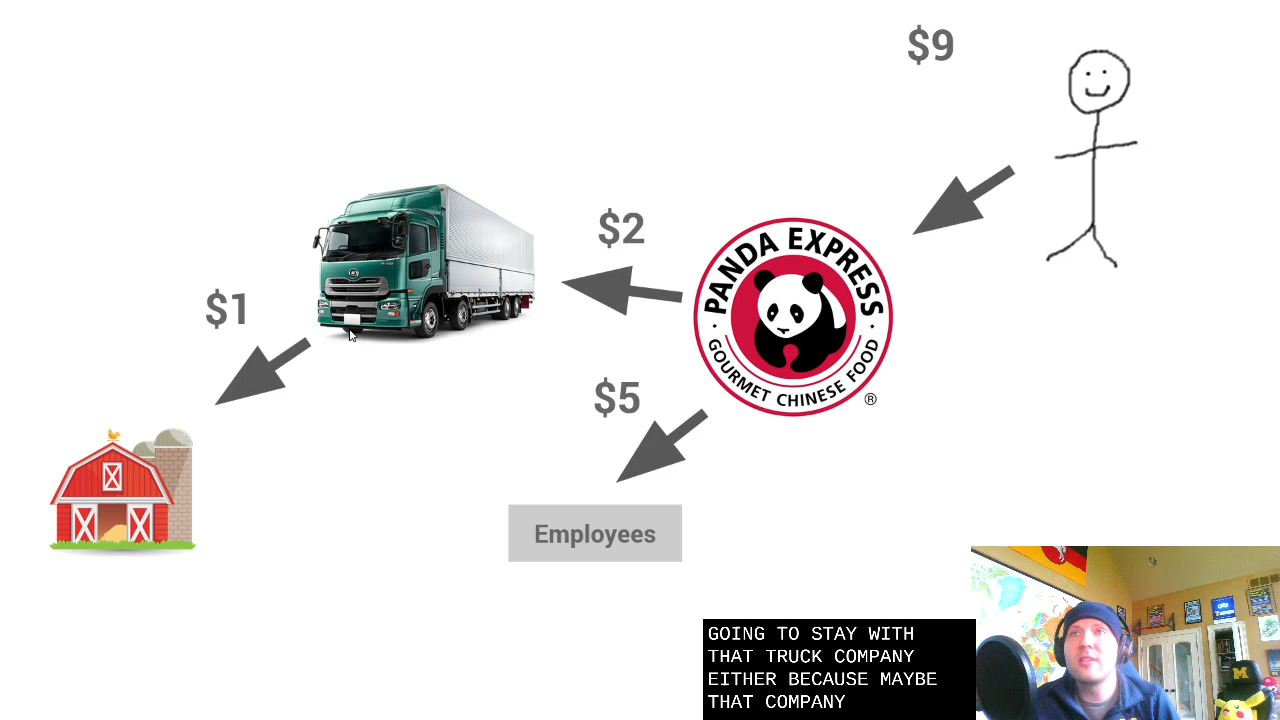 $9
$2
PANDA EXPRESS
GOURMET CHINESE FOOD
®
$1
$5
Employees
GOING TO STAY WITH
THAT TRUCK COMPANY
EITHER BECAUSE MAYBE
THAT COMPANY
M